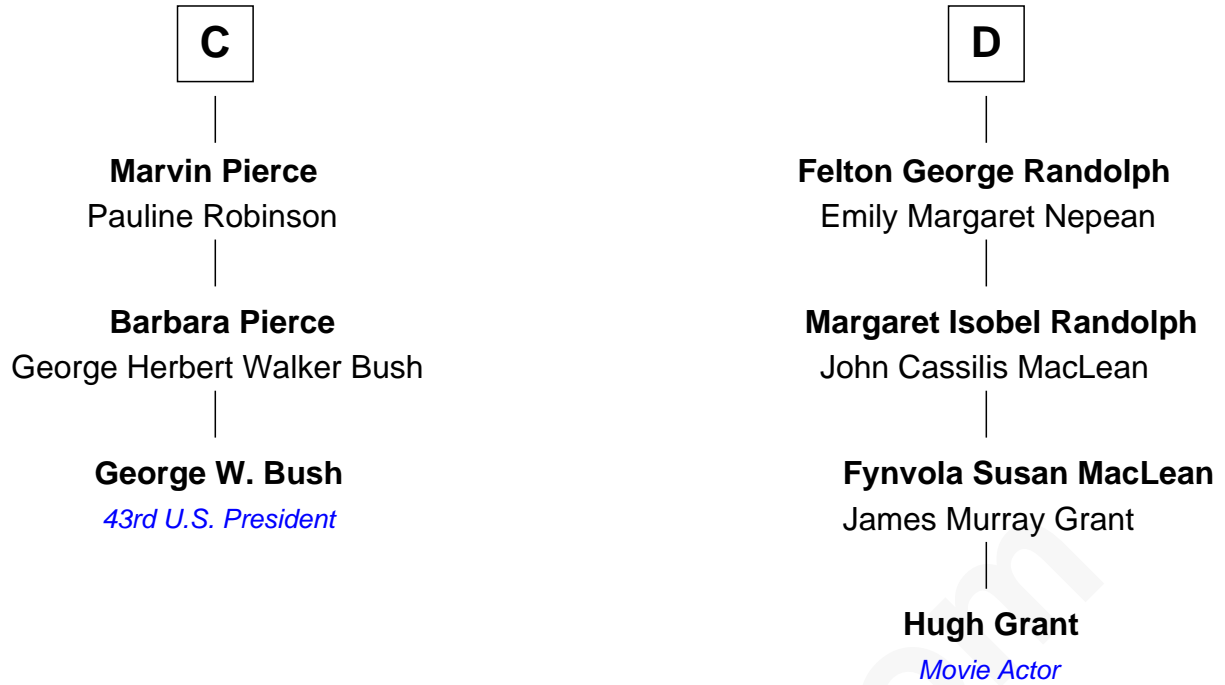 C
Marvin Pierce
Pauline Robinson
Barbara Pierce
George Herbert Walker Bush
George W. Bush
43rd U.S. President
D
Felton George Randolph
Emily Margaret Nepean
Margaret Isobel Randolph
John Cassilis MacLean
Fynvola Susan MacLean
James Murray Grant
Hugh Grant
Movie Actor